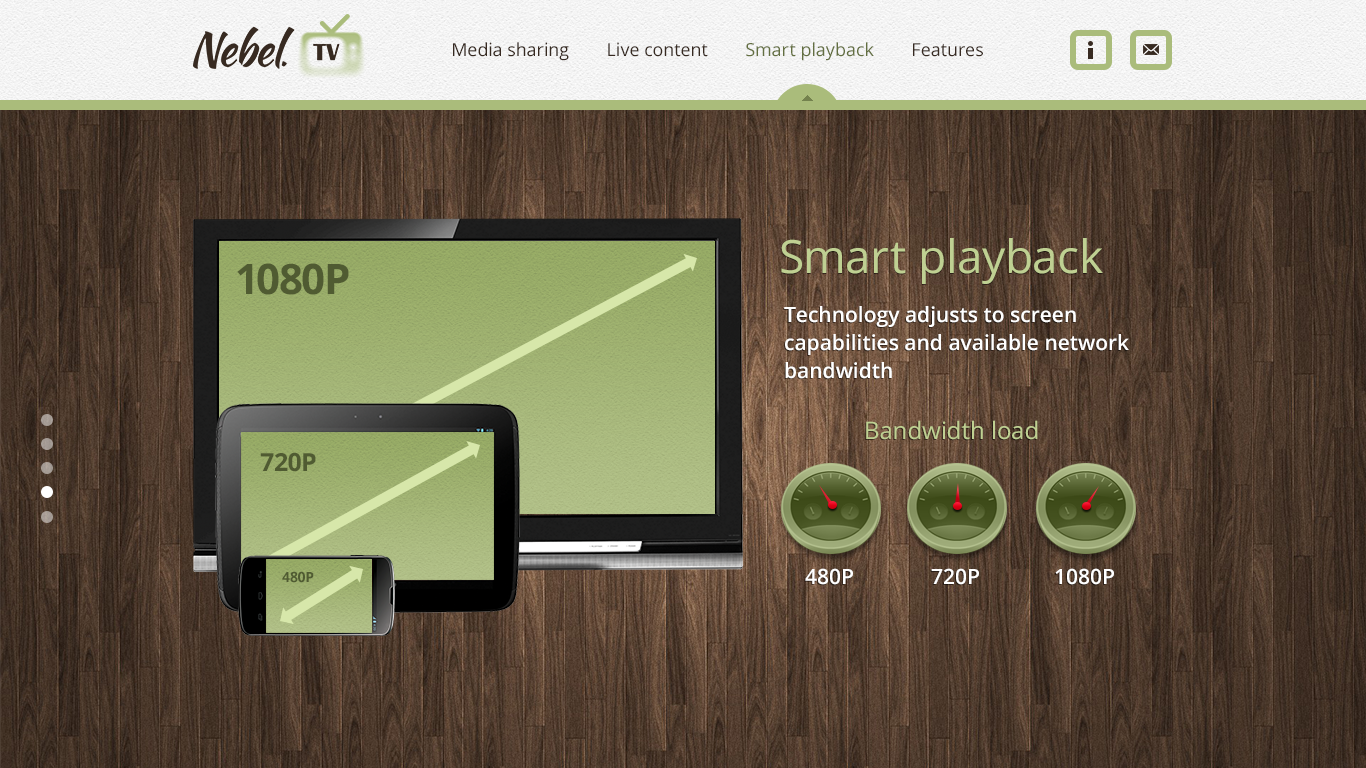 Nebel.
TV
Media sharing
Live content
Smart playback
Features
1080P
720P
480P
Smart playback
Technology adjusts to screen
capabilities and available network
bandwidth
Bandwidth load
480P
720P
1080P